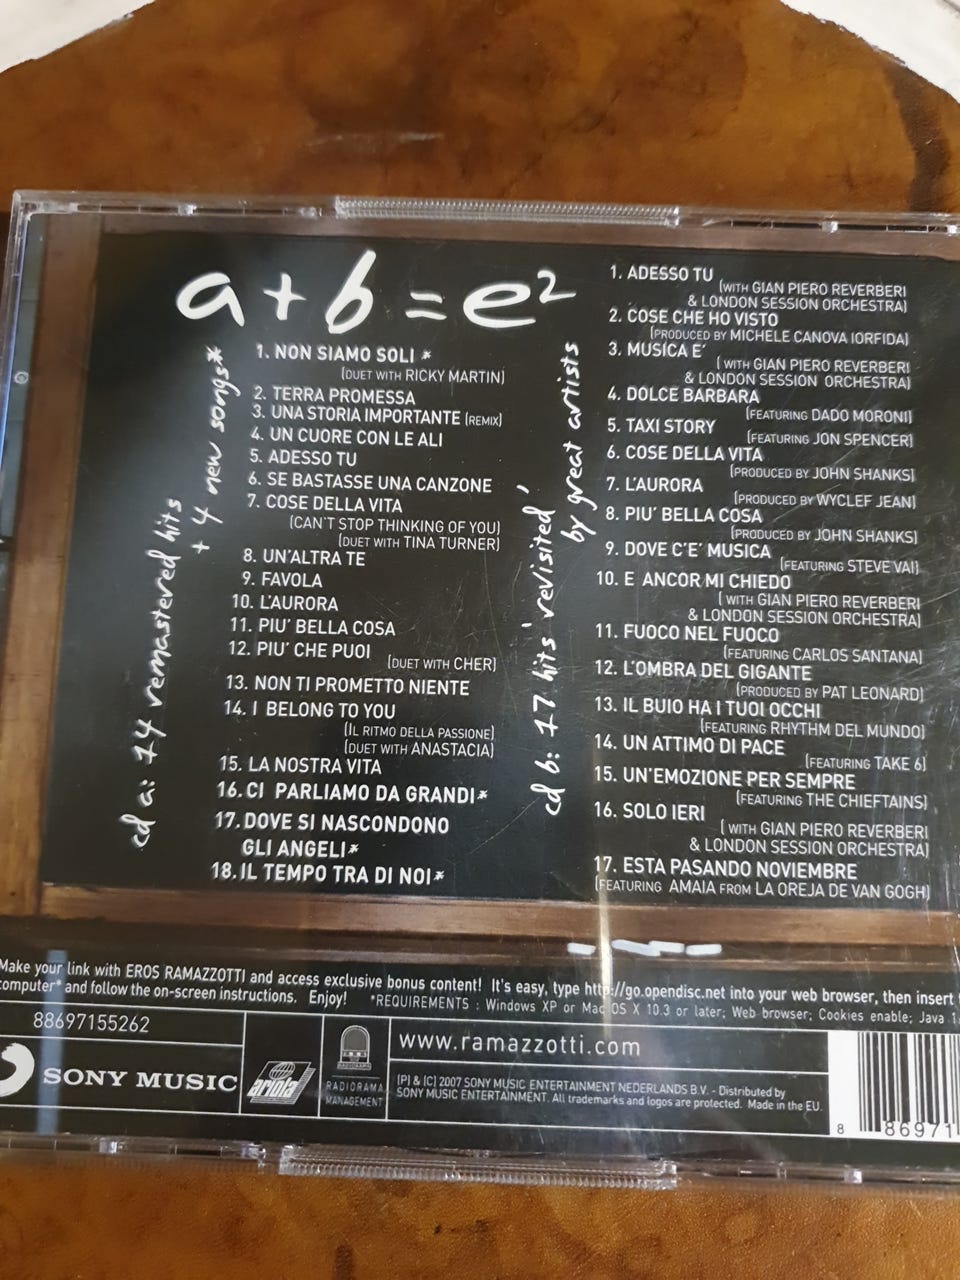 a+b=e²
cd a: 14 remastered hits
+ 4 new songs*
1. NON SIAMO SOLI *
(DUET WITH RICKY MARTIN)
2. TERRA PROMESSA
3. UNA STORIA IMPORTANTE (REMIX)
4. UN CUORE CON LE ALI
5. ADESSO TU
6. SE BASTASSE UNA CANZONE
7. COSE DELLA VITA
(CAN'T STOP THINKING OF YOU)
(DUET WITH TINA TURNER)
8. UN'ALTRA TE
9. FAVOLA
10. L'AURORA
11. PIU' BELLA COSA
12. PIU' CHE PUOI
(DUET WITH CHER)
13. NON TI PROMETTO NIENTE
14. I BELONG TO YOU
(IL RITMO DELLA PASSIONE)
(DUET WITH ANASTACIA)
15. LA NOSTRA VITA
16. CI PARLIAMO DA GRANDI*
17. DOVE SI NASCONDONO
GLI ANGELI*
18. IL TEMPO TRA DI NOI*
cd b: 17 hits 'revisited'
by great artists
1. ADESSO TU
(WITH GIAN PIERO REVERBERI
& LONDON SESSION ORCHESTRA)
2. COSE CHE HO VISTO
(PRODUCED BY MICHELE CANOVA IORFIDA)
3. MUSICA E'
( WITH GIAN PIERO REVERBERI
& LONDON SESSION ORCHESTRA)
4. DOLCE BARBARA
(FEATURING DADO MORONI)
5. TAXI STORY
(FEATURING JON SPENCER)
6. COSE DELLA VITA
(PRODUCED BY JOHN SHANKS)
7. L'AURORA
(PRODUCED BY WYCLEF JEAN)
8. PIU' BELLA COSA
(PRODUCED BY JOHN SHANKS)
9. DOVE C'E' MUSICA
(FEATURING STEVE VAI)
10. E ANCOR MI CHIEDO
( WITH GIAN PIERO REVERBERI
& LONDON SESSION ORCHESTRA)
11. FUOCO NEL FUOCO
(FEATURING CARLOS SANTANA)
12. L'OMBRA DEL GIGANTE
(PRODUCED BY PAT LEONARD)
13. IL BUIO HA I TUOI OCCHI
(FEATURING RHYTHM DEL MUNDO)
14. UN ATTIMO DI PACE
(FEATURING TAKE 6)
15. UN'EMOZIONE PER SEMPRE
(FEATURING THE CHIEFTAINS)
16. SOLO IERI
( WITH GIAN PIERO REVERBERI
& LONDON SESSION ORCHESTRA)
17. ESTA PASANDO NOVIEMBRE
(FEATURING AMAIA FROM LA OREJA DE VAN GOGH)
Make your link with EROS RAMAZZOTTI and access exclusive bonus content! It's easy, type http://go.opendisc.net into your web browser, then insert
computer* and follow the on-screen instructions. Enjoy! *REQUIREMENTS : Windows XP or Mac OS X 10.3 or later; Web browser; Cookies enable; Java 1.
88697155262
SONY MUSIC
ariola
RADIORAMA
MANAGEMENT
www.ramazzotti.com
(P) & (C) 2007 SONY MUSIC ENTERTAINMENT NEDERLANDS B.V. - Distributed by
SONY MUSIC ENTERTAINMENT. All trademarks and logos are protected. Made in the EU.
8 86971